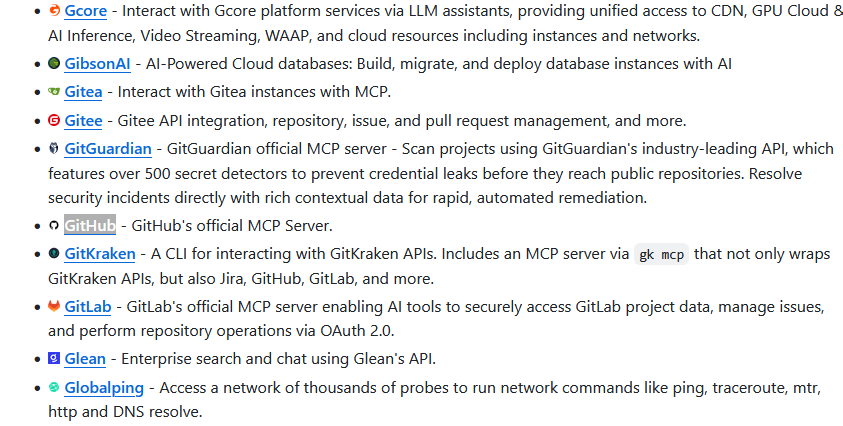 Gcore - Interact with Gcore platform services via LLM assistants, providing unified access to CDN, GPU Cloud &
AI Inference, Video Streaming, WAAP, and cloud resources including instances and networks.
GibsonAI - AI-Powered Cloud databases: Build, migrate, and deploy database instances with AI
Gitea - Interact with Gitea instances with MCP.
Gitee - Gitee API integration, repository, issue, and pull request management, and more.
GitGuardian - GitGuardian official MCP server - Scan projects using GitGuardian's industry-leading API, which
features over 500 secret detectors to prevent credential leaks before they reach public repositories. Resolve
security incidents directly with rich contextual data for rapid, automated remediation.
GitHub - GitHub's official MCP Server.
GitKraken - A CLI for interacting with GitKraken APIs. Includes an MCP server via gk mcp that not only wraps
GitKraken APIs, but also Jira, GitHub, GitLab, and more.
GitLab - GitLab's official MCP server enabling AI tools to securely access GitLab project data, manage issues,
and perform repository operations via OAuth 2.0.
Glean - Enterprise search and chat using Glean's API.
Globalping - Access a network of thousands of probes to run network commands like ping, traceroute, mtr,
http and DNS resolve.